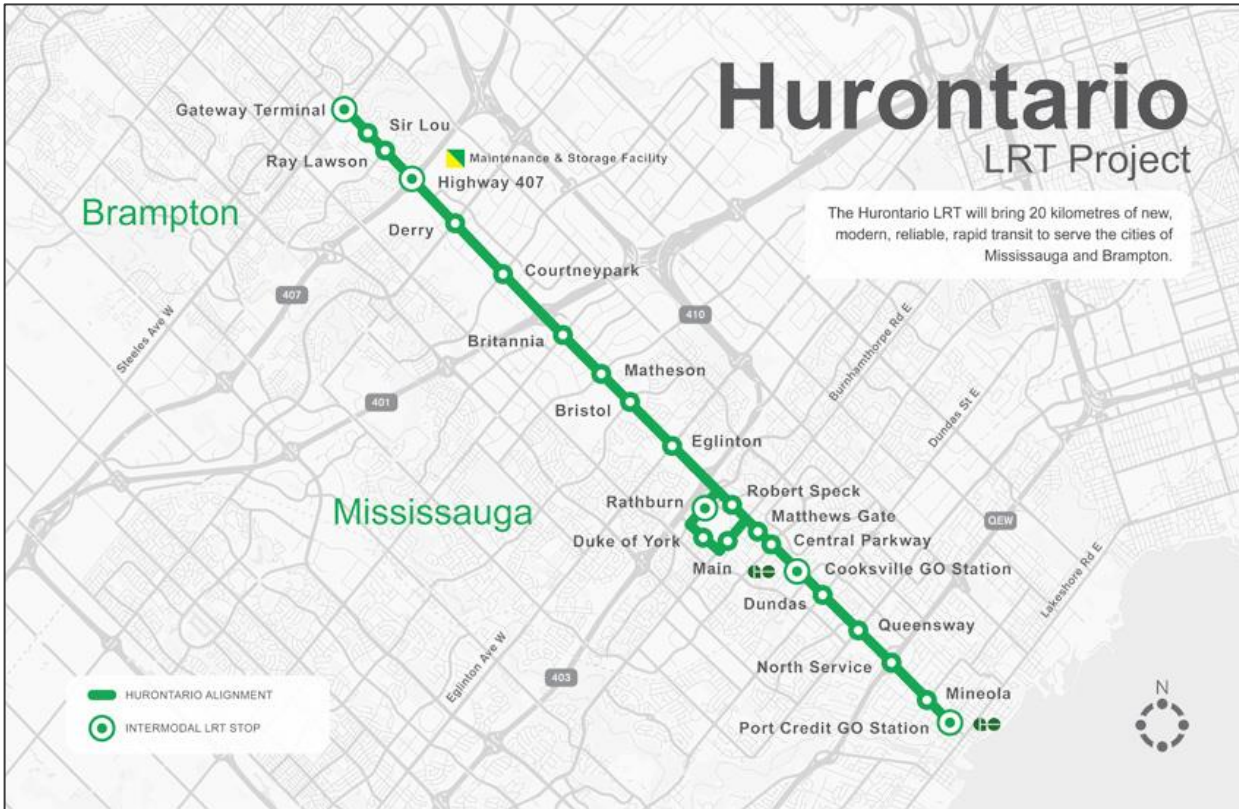 Hurontario
LRT Project
The Hurontario LRT will bring 20 kilometres of new,
modern, reliable, rapid transit to serve the cities of
Mississauga and Brampton.
Gateway Terminal
Sir Lou
Ray Lawson
Maintenance & Storage Facility
Highway 407
Brampton
Derry
Courtneypark
407
410
Steeles Ave W
Britannia
Burnhamthorpe Rd E
Matheson
401
Bristol
Dundas St E
Eglinton
Rathburn
Robert Speck
Mississauga
Matthews Gate
QEW
Duke of York
Central Parkway
Main
GO
Cooksville GO Station
Lakeshore Rd E
Dundas
Queensway
Eglinton Ave W
North Service
403
Mineola
N
HURONTARIO ALIGNMENT
Port Credit GO Station
GO
INTERMODAL LRT STOP